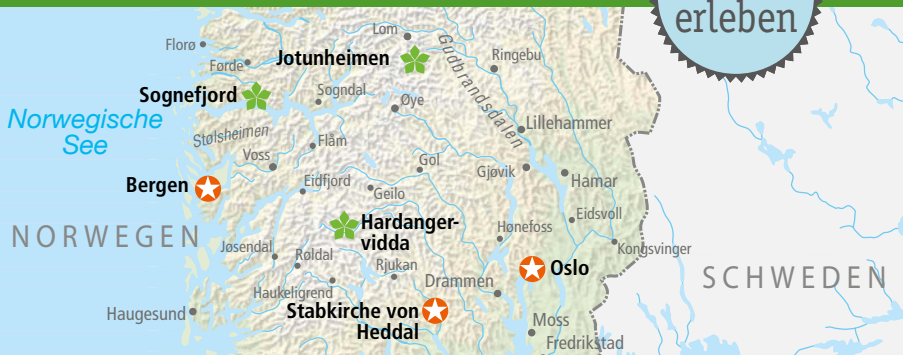 erleben
Lom
Florø
Gudbrandsdalen
Jotunheimen
Ringebu
Førde
Sognefjord
Sogndal
Øye
Norwegische
See
Stølsheimen
Lillehammer
Flåm
Voss
Gol
Gjøvik
Bergen
Eidfjord
Geilo
Hamar
NORWEGEN
Hardanger-
vidda
Eidsvoll
Hønefoss
Jøsendal
Røldal
Kongsvinger
Rjukan
Oslo
SCHWEDEN
Drammen
Haukeligrend
Haugesund
Stabkirche von
Heddal
Moss
Fredrikstad